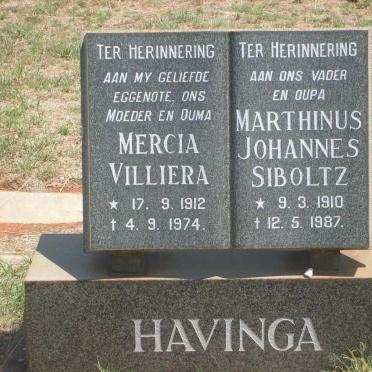 TER HERINNERING
AAN MY GELIEFDE
EGGENOTE, ONS
MOEDER EN OUMA
MERCIA
VILLIERA
★ 17. 9. 1912
† 4. 9. 1974.
TER HERINNERING
AAN ONS VADER
EN OUPA
MARTHINUS
JOHANNES
SIBOLTZ
★ 9. 3. 1910
† 12. 5. 1987.
HAVINGA